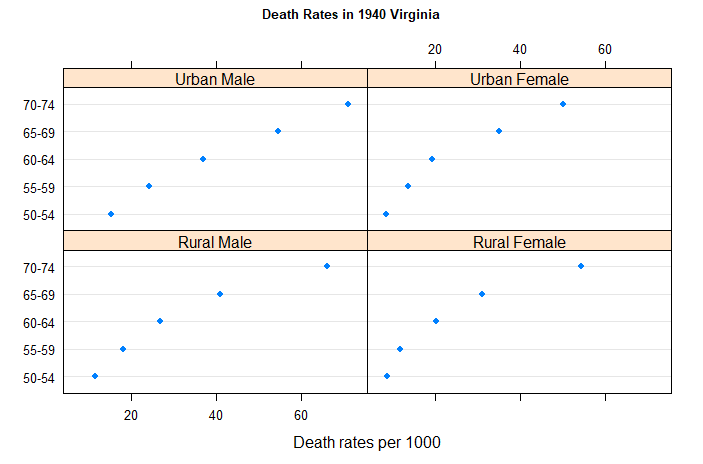 Death Rates in 1940 Virginia
20 40 60
Urban Male Urban Female
70-74
65-69
60-64
55-59
50-54
Rural Male Rural Female
70-74
65-69
60-64
55-59
50-54
20 40 60
Death rates per 1000